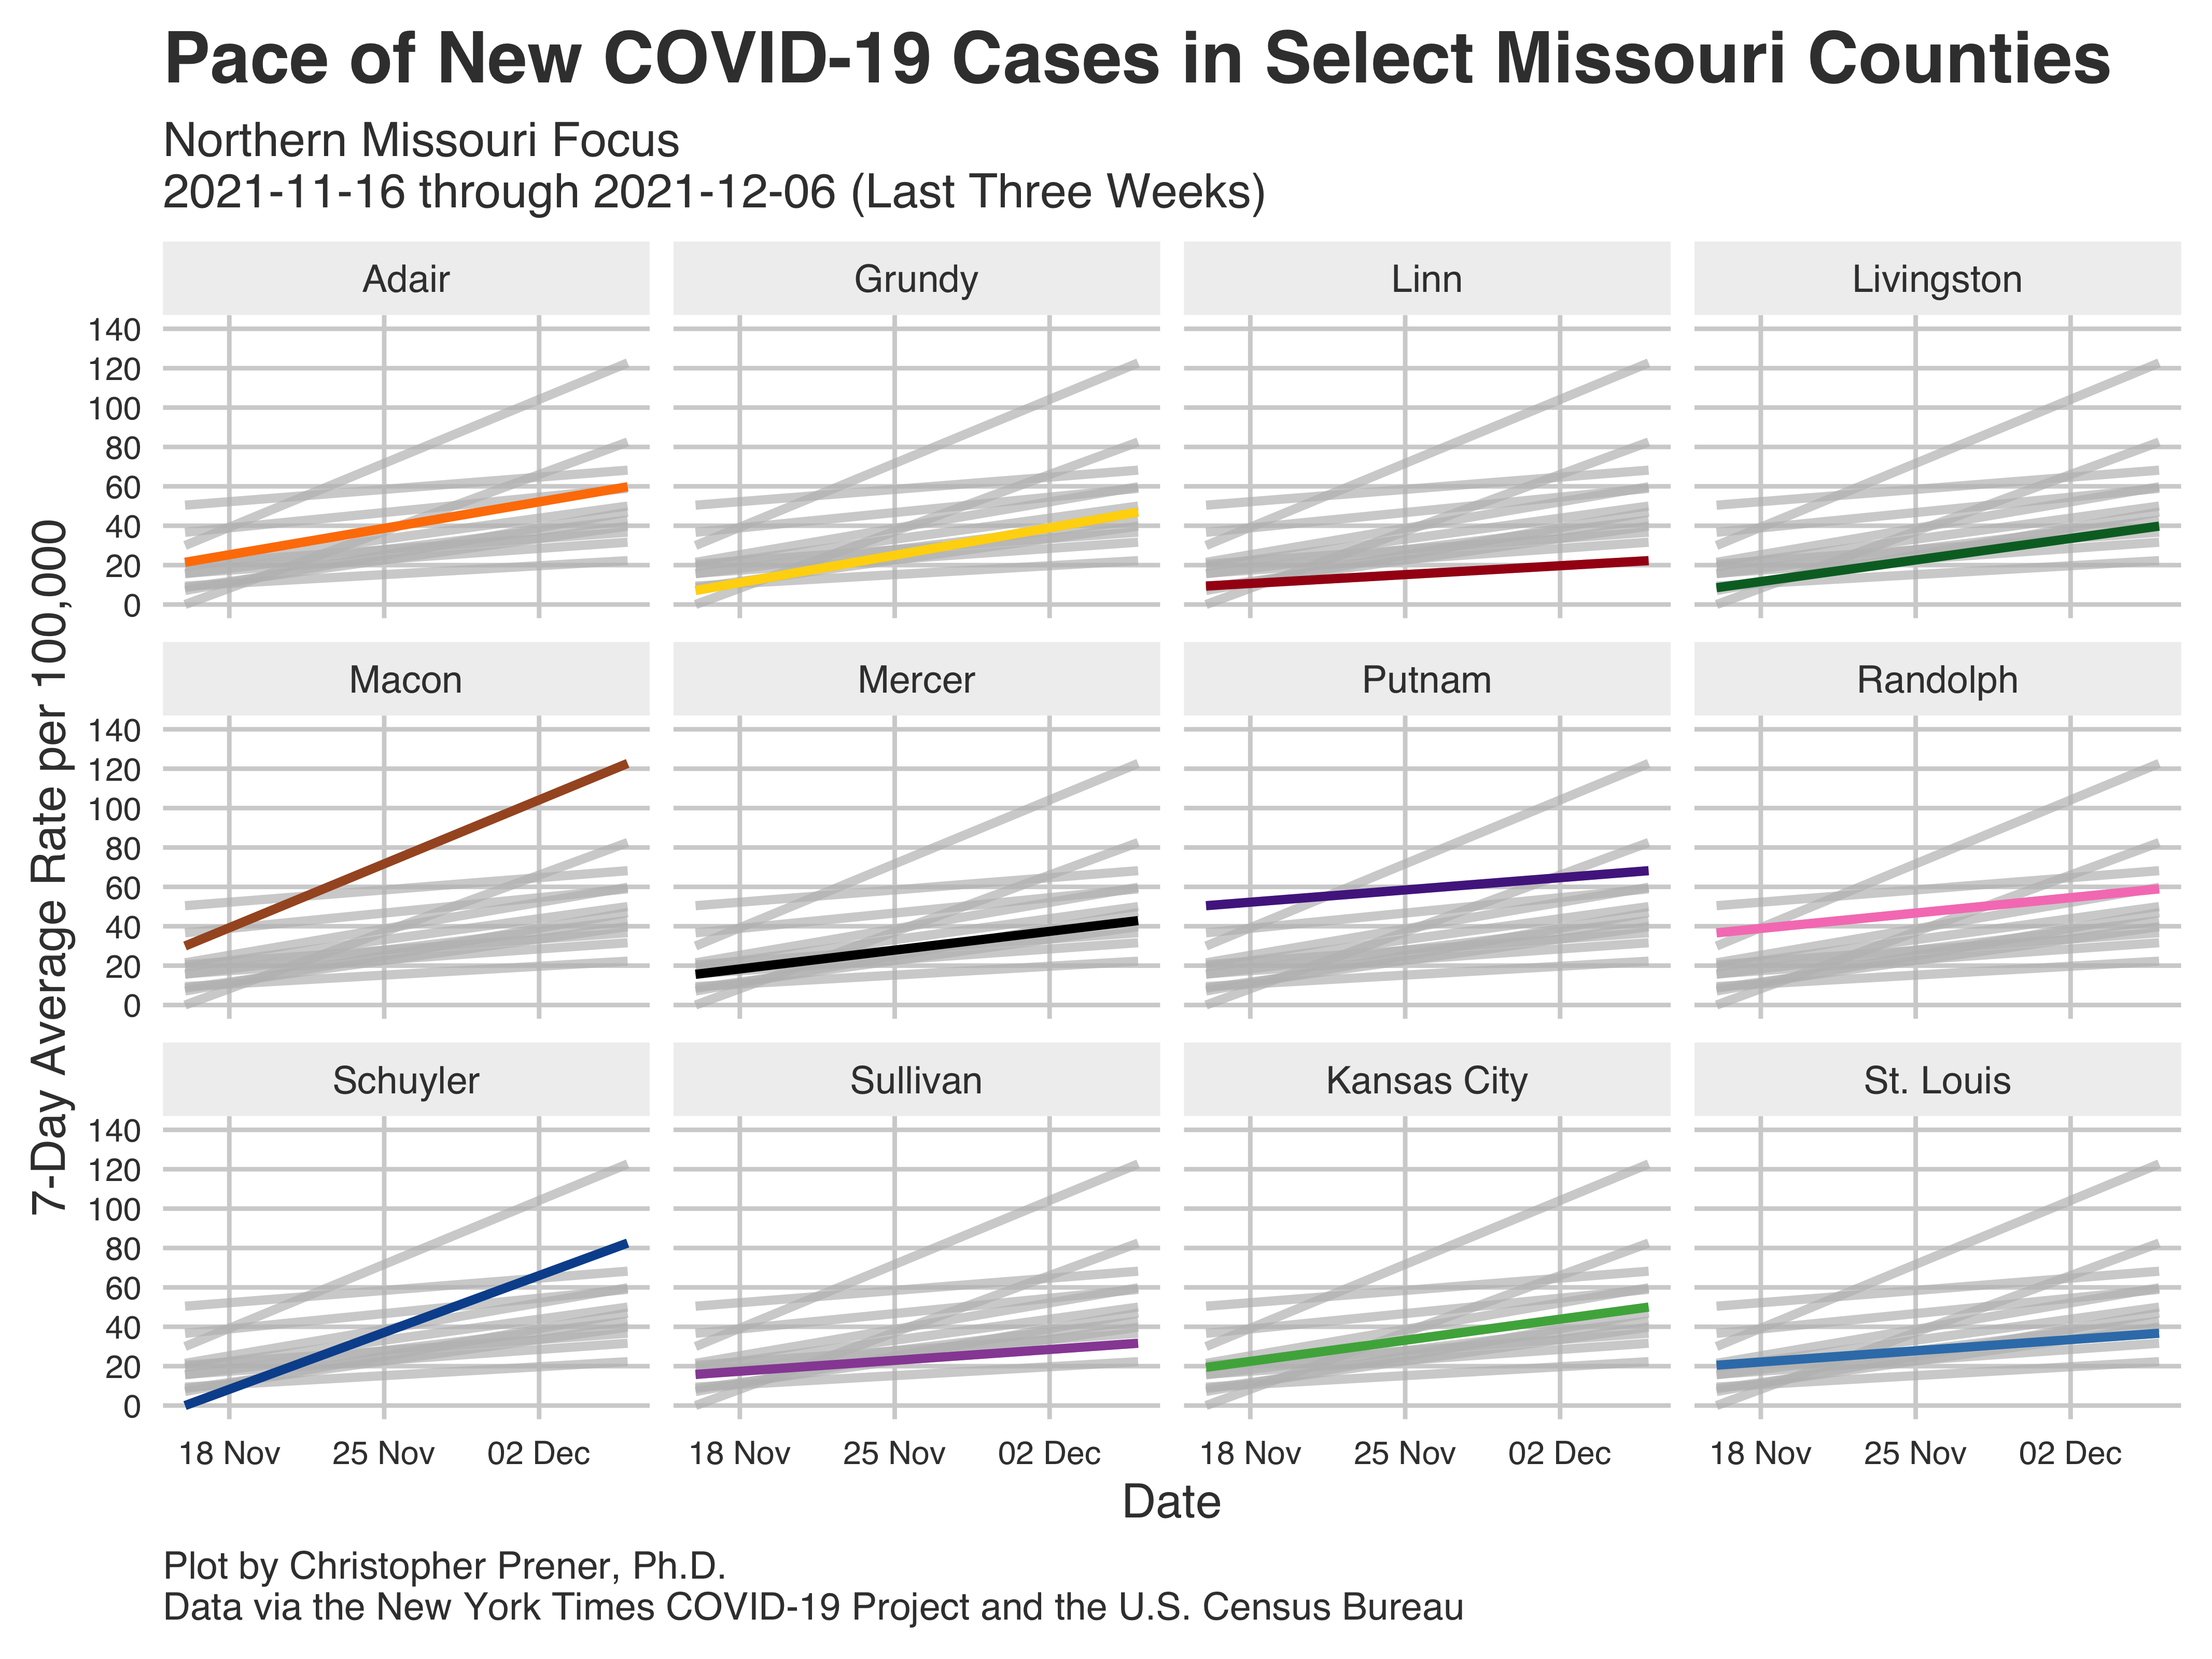 Pace of New COVID-19 Cases in Select Missouri Counties
Northern Missouri Focus
2021-11-16 through 2021-12-06 (Last Three Weeks)
7-Day Average Rate per 100,000
Adair
Grundy
Linn
Livingston
140
120
100
80
60
40
20
0
Macon
Mercer
Putnam
Randolph
140
120
100
80
60
40
20
0
Schuyler
Sullivan
Kansas City
St. Louis
140
120
100
80
60
40
20
0
18 Nov 25 Nov 02 Dec
18 Nov 25 Nov 02 Dec
18 Nov 25 Nov 02 Dec
18 Nov 25 Nov 02 Dec
Date
Plot by Christopher Prener, Ph.D.
Data via the New York Times COVID-19 Project and the U.S. Census Bureau